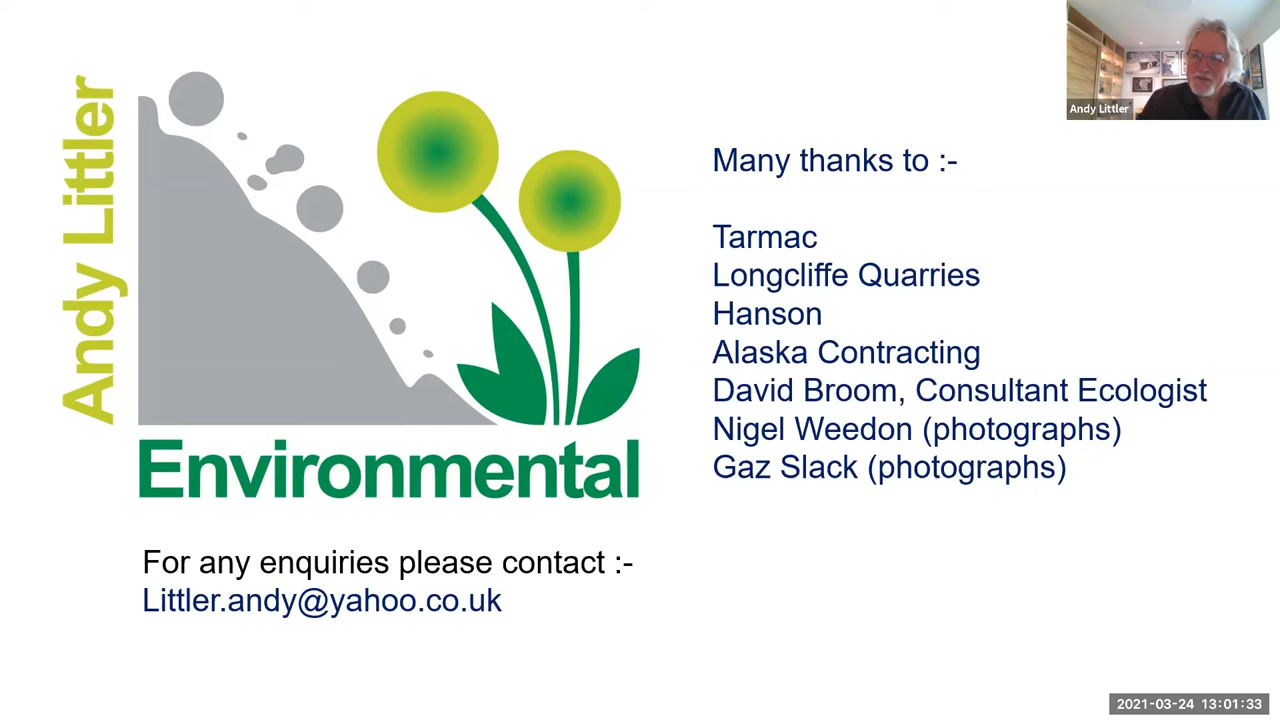 Andy Littler
Environmental
For any enquiries please contact :-
Littler.andy@yahoo.co.uk
Many thanks to :-
Tarmac
Longcliffe Quarries
Hanson
Alaska Contracting
David Broom, Consultant Ecologist
Nigel Weedon (photographs)
Gaz Slack (photographs)
Andy Littler
2021-03-24 13:01:33